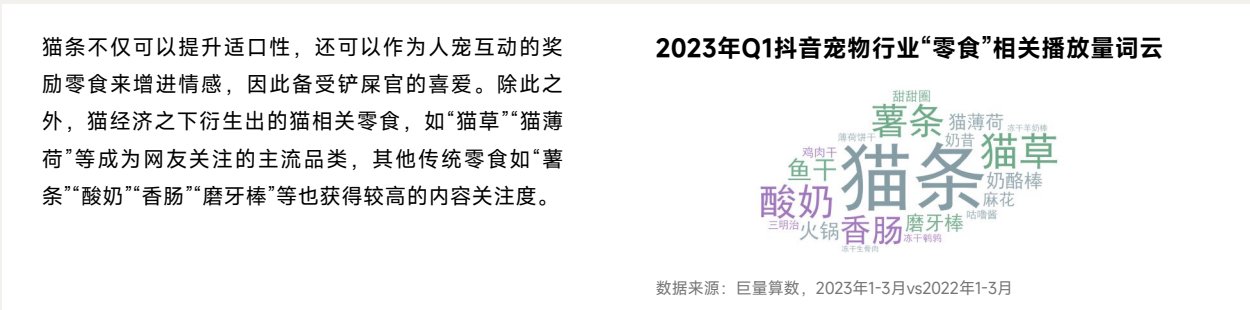 猫条不仅可以提升适口性，还可以作为人宠互动的奖
励零食来增进情感，因此备受铲屎官的喜爱。除此之
外，猫经济之下衍生出的猫相关零食，如“猫草”“猫薄
荷”等成为网友关注的主流品类，其他传统零食如“薯
条”“酸奶”“香肠”“磨牙棒”等也获得较高的内容关注度。
2023年Q1抖音宠物行业“零食”相关播放量词云
甜甜圈
薯条
猫薄荷
冻干羊奶棒
薄荷饼干
奶昔
鸡肉干
猫条
猫草
鱼干
奶酪棒
酸奶
麻花
咕噜酱
三明治
火锅
香肠
磨牙棒
冻干鹌鹑
冻干生骨肉
数据来源：巨量算数，2023年1-3月vs2022年1-3月